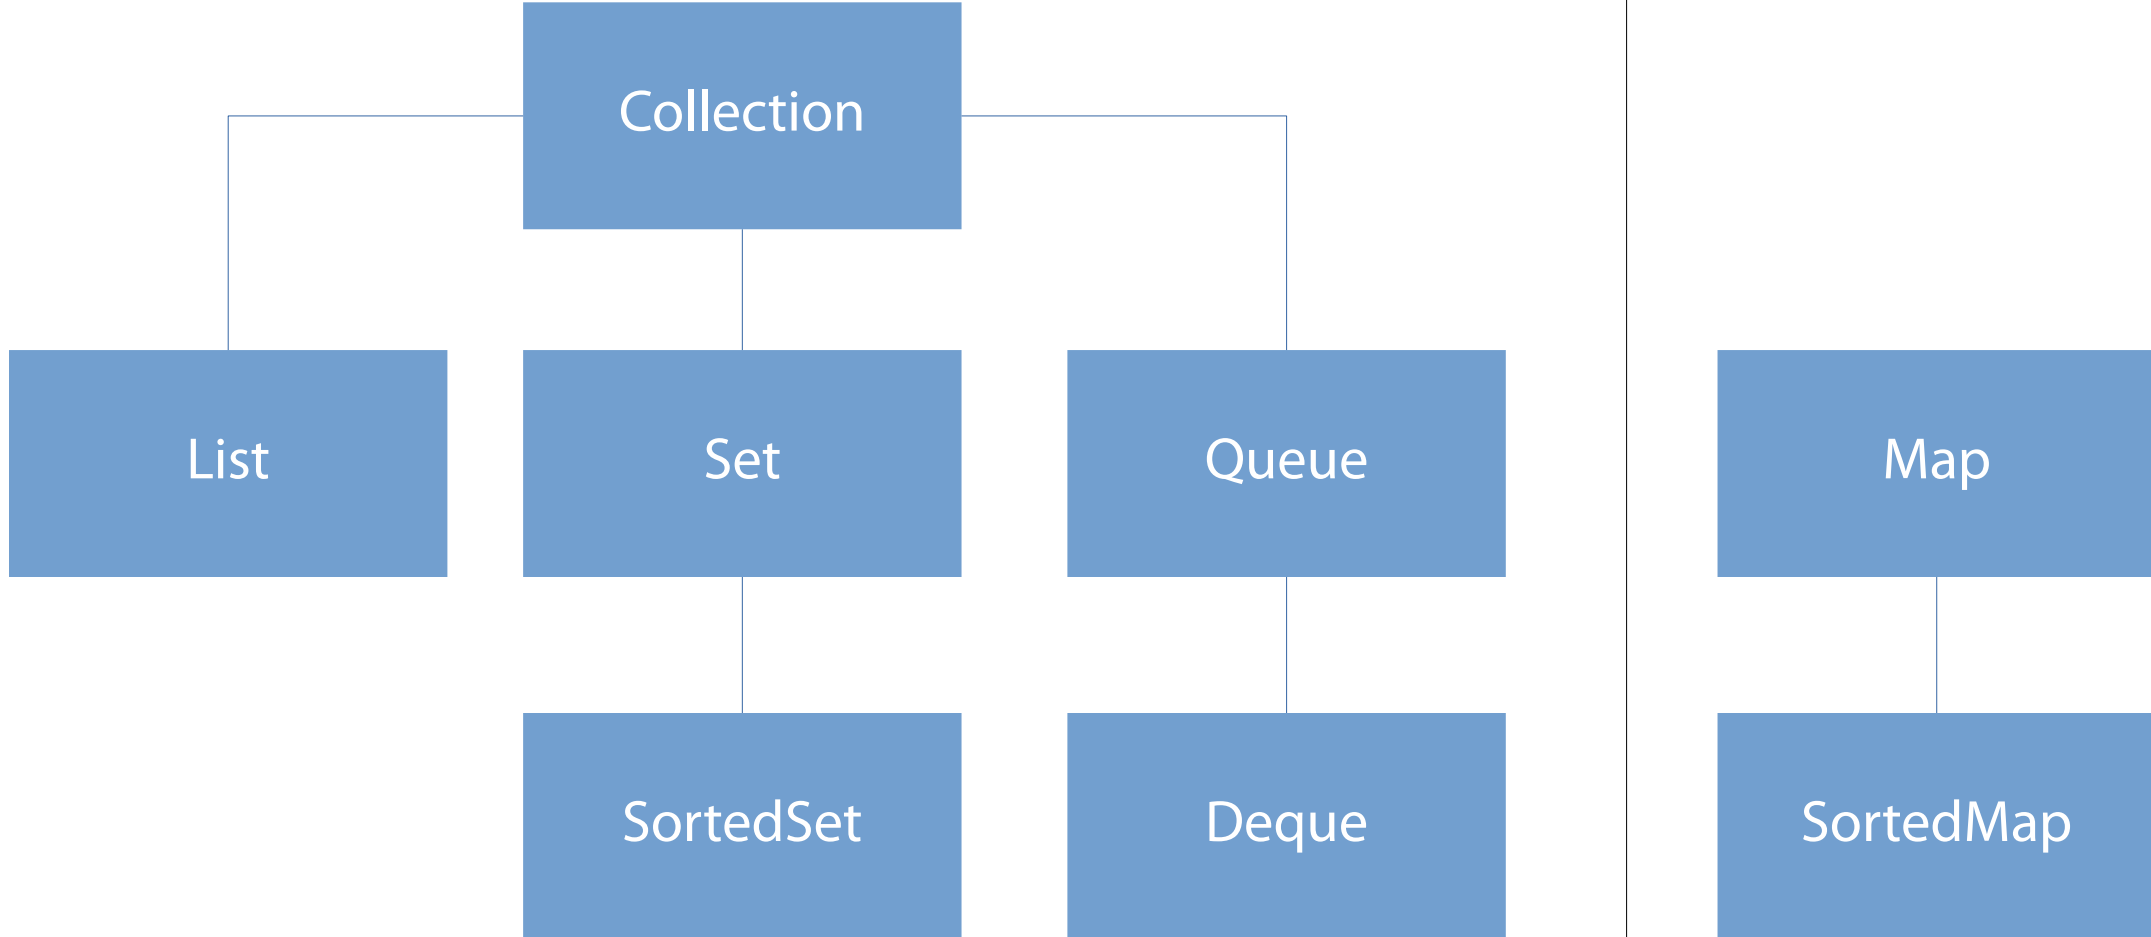 Collection
List
Set
Queue
Map
SortedSet
Deque
SortedMap